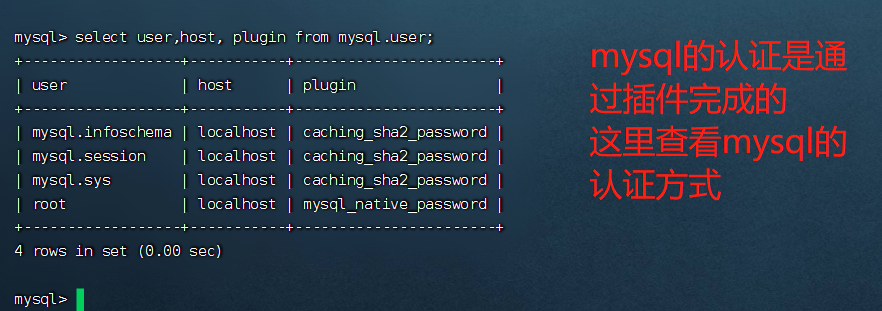 mysql> select user,host, plugin from mysql.user;
+------------------+-----------+-----------------------+
| user             | host      | plugin                |
+------------------+-----------+-----------------------+
| mysql.infoschema | localhost | caching_sha2_password |
| mysql.session    | localhost | caching_sha2_password |
| mysql.sys        | localhost | caching_sha2_password |
| root             | localhost | mysql_native_password |
+------------------+-----------+-----------------------+
4 rows in set (0.00 sec)
mysql>
mysql的认证是通
过插件完成的
这里查看mysql的
认证方式